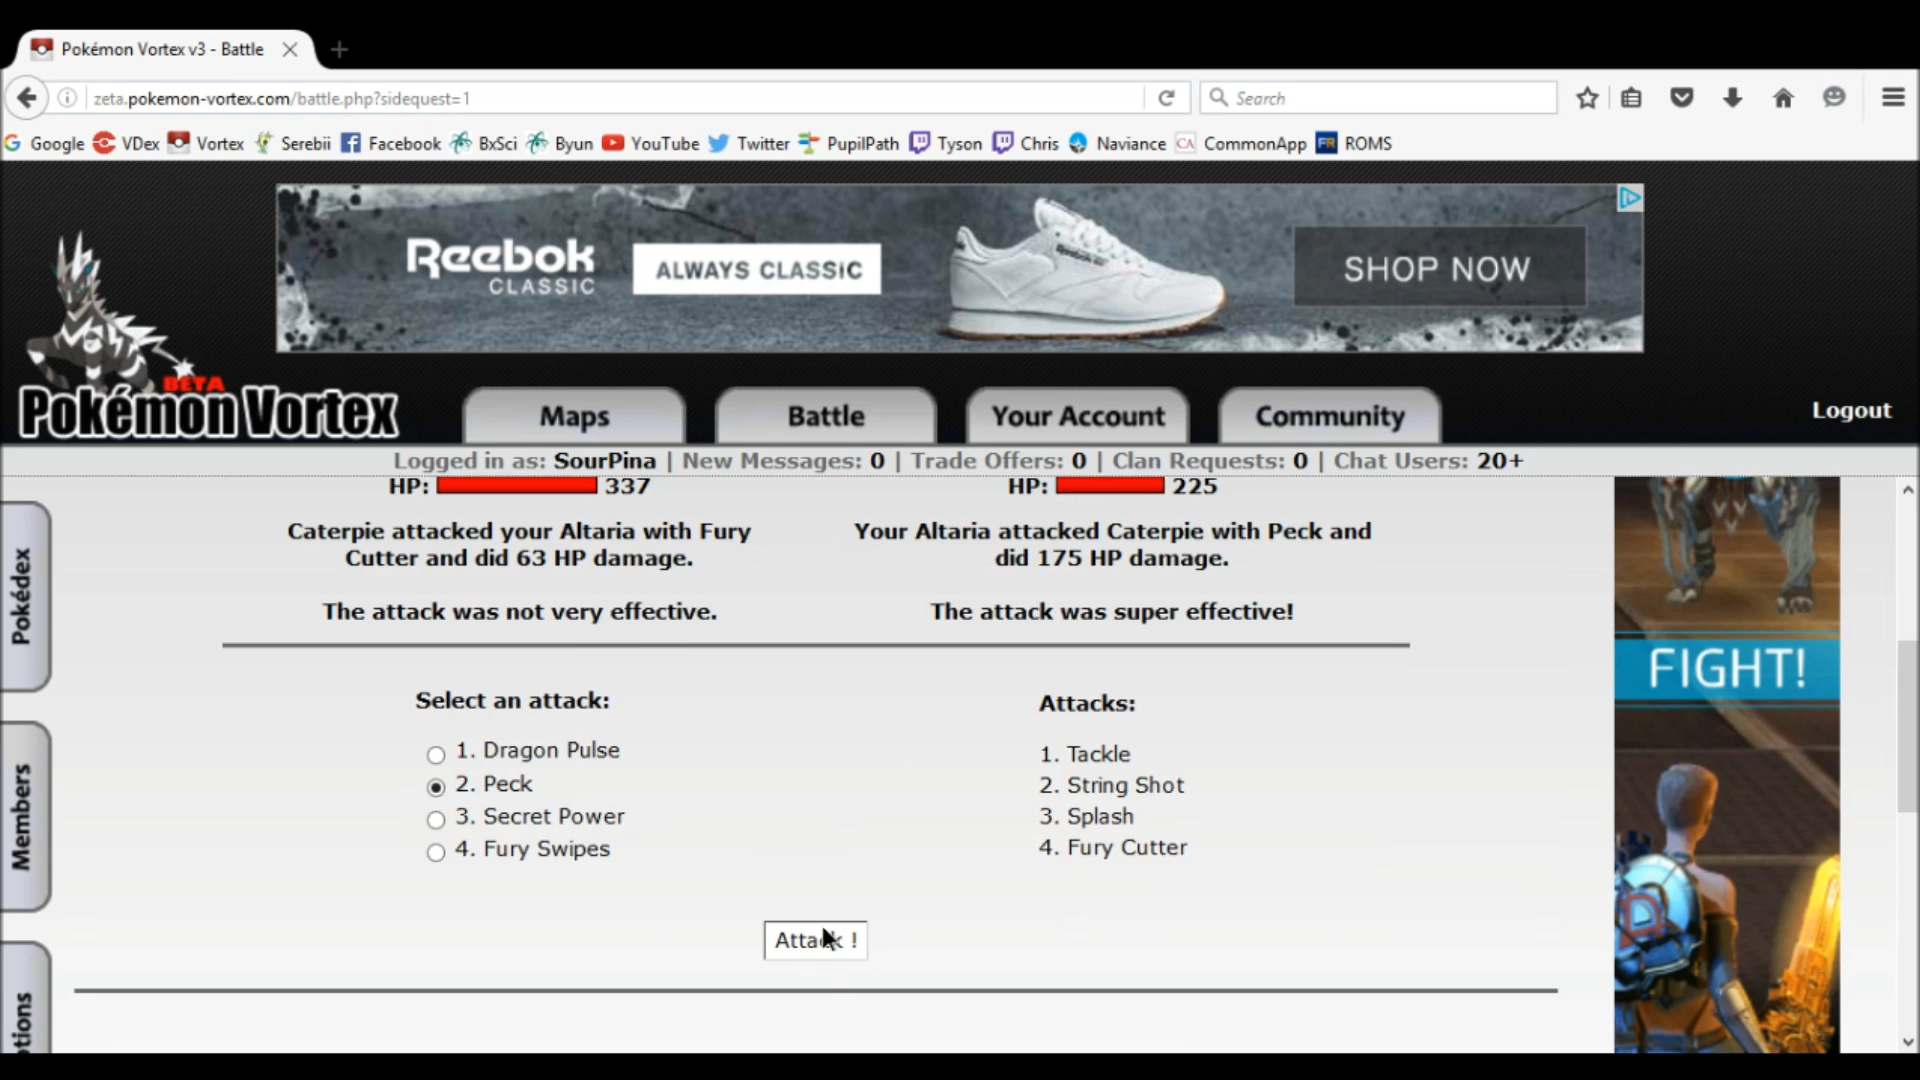 Pokémon Vortex v3 - Battle
zeta.pokemon-vortex.com/battle.php?sidequest=1
Search
Google VDex Vortex Serebii Facebook BxSci Byun YouTube Twitter PupilPath Tyson Chris Naviance CA CommonApp FR ROMS
Reebok
CLASSIC
ALWAYS CLASSIC
SHOP NOW
BETA
Pokémon Vortex
Maps
Battle
Your Account
Community
Logout
Logged in as: SourPina | New Messages: 0 | Trade Offers: 0 | Clan Requests: 0 | Chat Users: 20+
HP: 337
HP: 225
Caterpie attacked your Altaria with Fury
Cutter and did 63 HP damage.
Your Altaria attacked Caterpie with Peck and
did 175 HP damage.
The attack was not very effective.
The attack was super effective!
Select an attack:
1. Dragon Pulse
2. Peck
3. Secret Power
4. Fury Swipes
Attacks:
1. Tackle
2. String Shot
3. Splash
4. Fury Cutter
Attack !
Pokédex
Members
FIGHT!